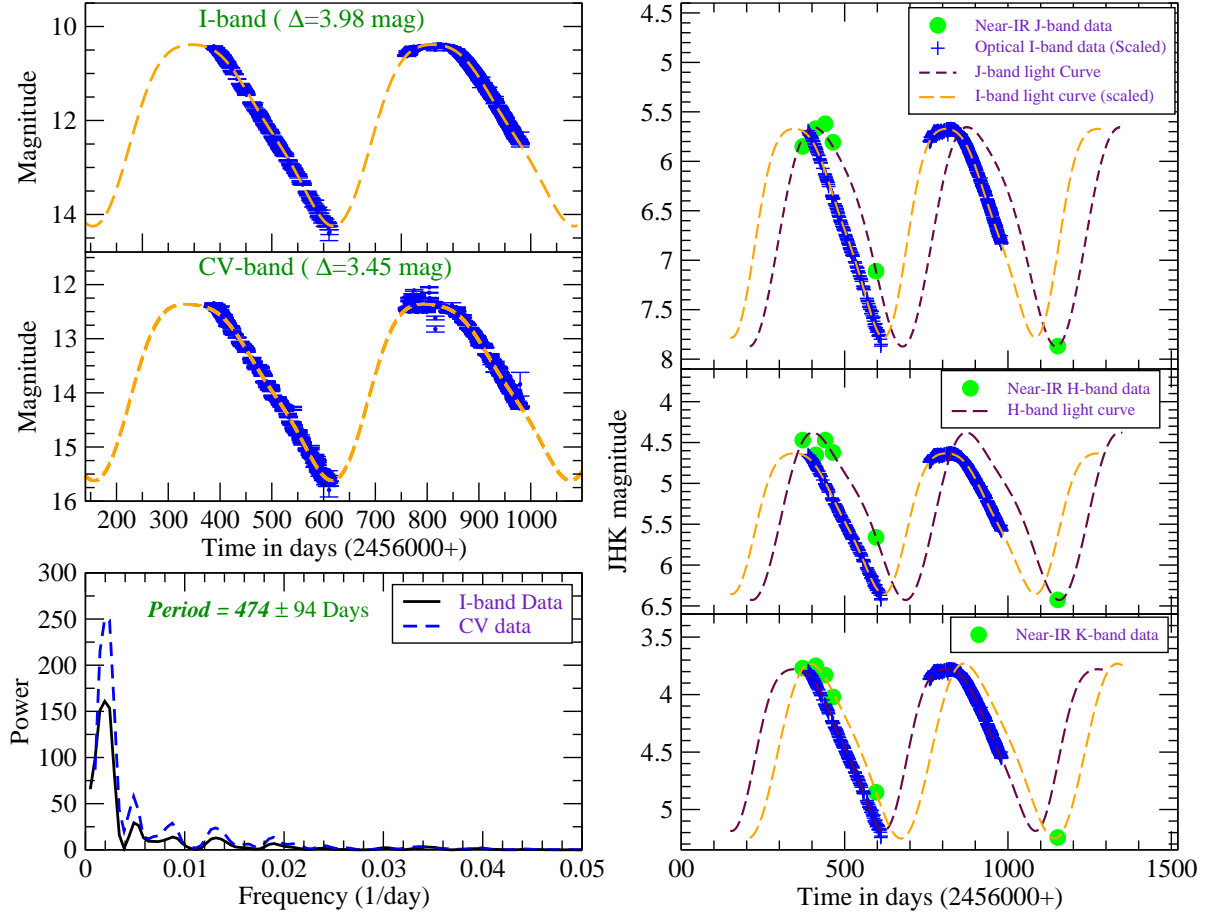 I-band ( Δ=3.98 mag)
10
12
14
Magnitude
CV-band ( Δ=3.45 mag)
12
13
14
15
16
Magnitude
200 300 400 500 600 700 800 900 1000
Time in days (2456000+)
300
250
200
150
100
50
0
Power
Period = 474 ± 94 Days
I-band Data
CV data
0 0.01 0.02 0.03 0.04 0.05
Frequency (1/day)
4.5
5
5.5
6
6.5
7
7.5
8
Near-IR J-band data
Optical I-band data (Scaled)
J-band light Curve
I-band light curve (scaled)
4
4.5
5
5.5
6
6.5
Near-IR H-band data
H-band light curve
JHK magnitude
3.5
4
4.5
5
Near-IR K-band data
00 500 1000 1500
Time in days (2456000+)